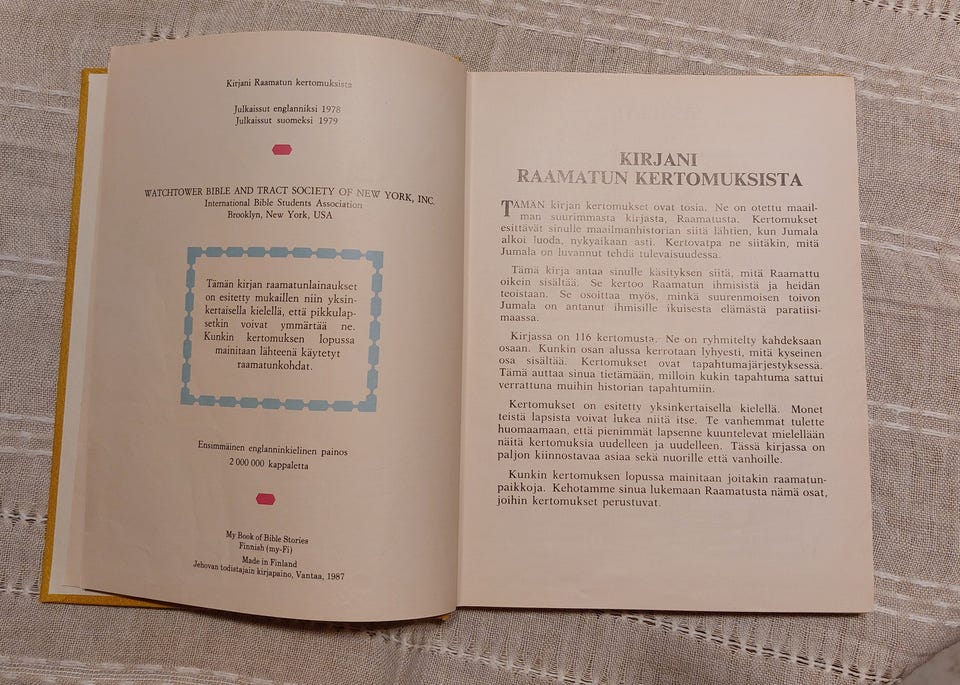 Kirjani Raamatun kertomuksista
Julkaissut englanniksi 1978
Julkaissut suomeksi 1979
WATCHTOWER BIBLE AND TRACT SOCIETY OF NEW YORK, INC.
International Bible Students Association
Brooklyn, New York, USA
Tämän kirjan raamatunlainaukset
on esitetty mukaillen niin yksin-
kertaisella kielellä, että pikkulap-
setkin voivat ymmärtää ne.
Kunkin kertomuksen lopussa
mainitaan lähteenä käytetyt
raamatunkohdat.
Ensimmäinen englanninkielinen painos
2 000 000 kappaletta
My Book of Bible Stories
Finnish (my-Fi)
Made in Finland
Jehovan todistajain kirjapaino, Vantaa, 1987
KIRJANI
RAAMATUN KERTOMUKSISTA
TÄMÄN kirjan kertomukset ovat tosia. Ne on otettu maail-
man suurimmasta kirjasta, Raamatusta. Kertomukset
esittävät sinulle maailmanhistorian siitä lähtien, kun Jumala
alkoi luoda, nykyaikaan asti. Kertovatpa ne siitäkin, mitä
Jumala on luvannut tehdä tulevaisuudessa.
Tämä kirja antaa sinulle käsityksen siitä, mitä Raamattu
oikein sisältää. Se kertoo Raamatun ihmisistä ja heidän
teoistaan. Se osoittaa myös, minkä suurenmoisen toivon
Jumala on antanut ihmisille ikuisesta elämästä paratiisi-
maassa.
Kirjassa on 116 kertomusta. Ne on ryhmitelty kahdeksaan
osaan. Kunkin osan alussa kerrotaan lyhyesti, mitä kyseinen
osa sisältää. Kertomukset ovat tapahtumajärjestyksessä.
Tämä auttaa sinua tietämään, milloin kukin tapahtuma sattui
verrattuna muihin historian tapahtumiin.
Kertomukset on esitetty yksinkertaisella kielellä. Monet
teistä lapsista voivat lukea niitä itse. Te vanhemmat tulette
huomaamaan, että pienimmät lapsenne kuuntelevat mielellään
näitä kertomuksia uudelleen ja uudelleen. Tässä kirjassa on
paljon kiinnostavaa asiaa sekä nuorille että vanhoille.
Kunkin kertomuksen lopussa mainitaan joitakin raamatun-
paikkoja. Kehotamme sinua lukemaan Raamatusta nämä osat,
joihin kertomukset perustuvat.